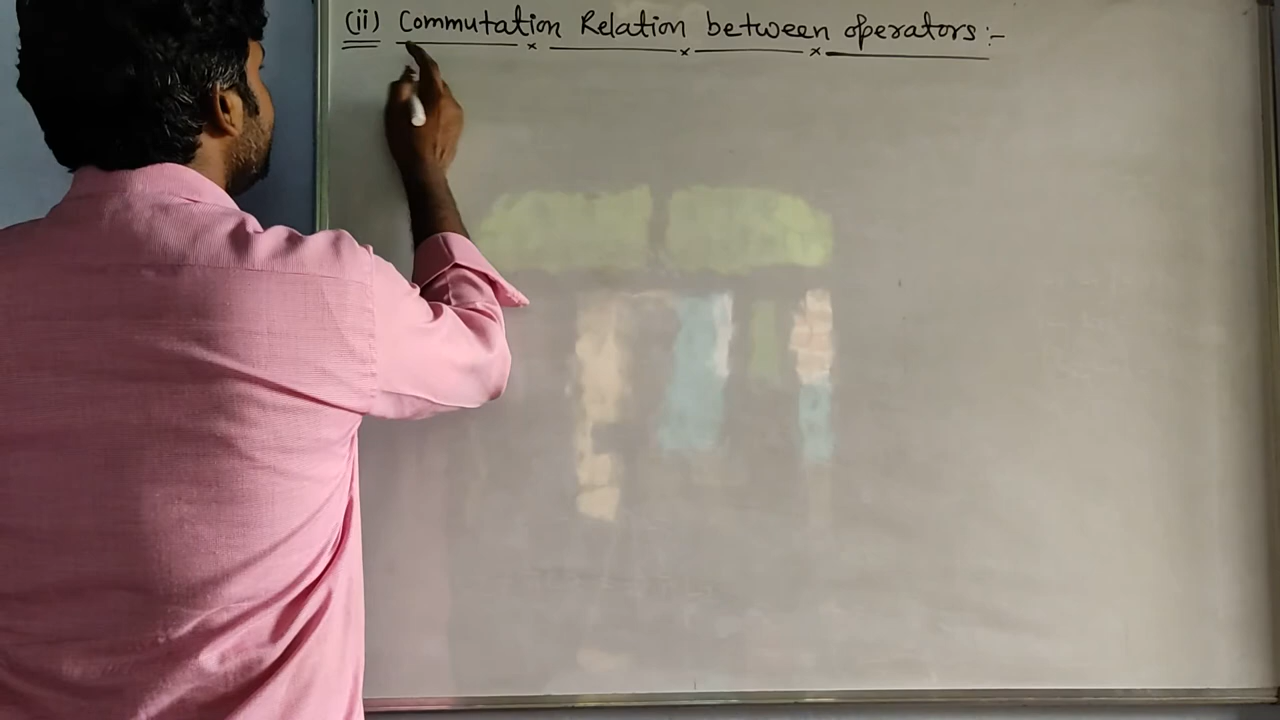 (ii) Commutation Relation between operators :-